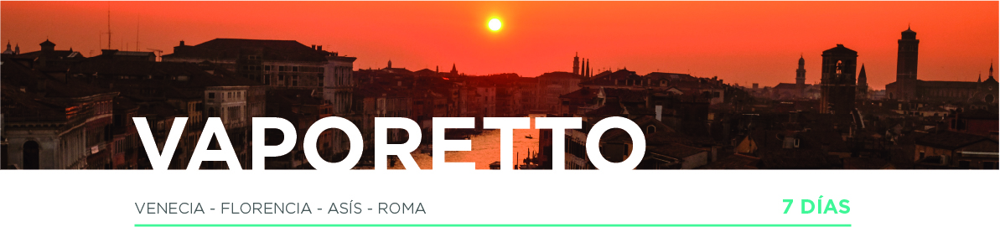 VAPORETTO
VENECIA - FLORENCIA - ASÍS - ROMA
7 DÍAS